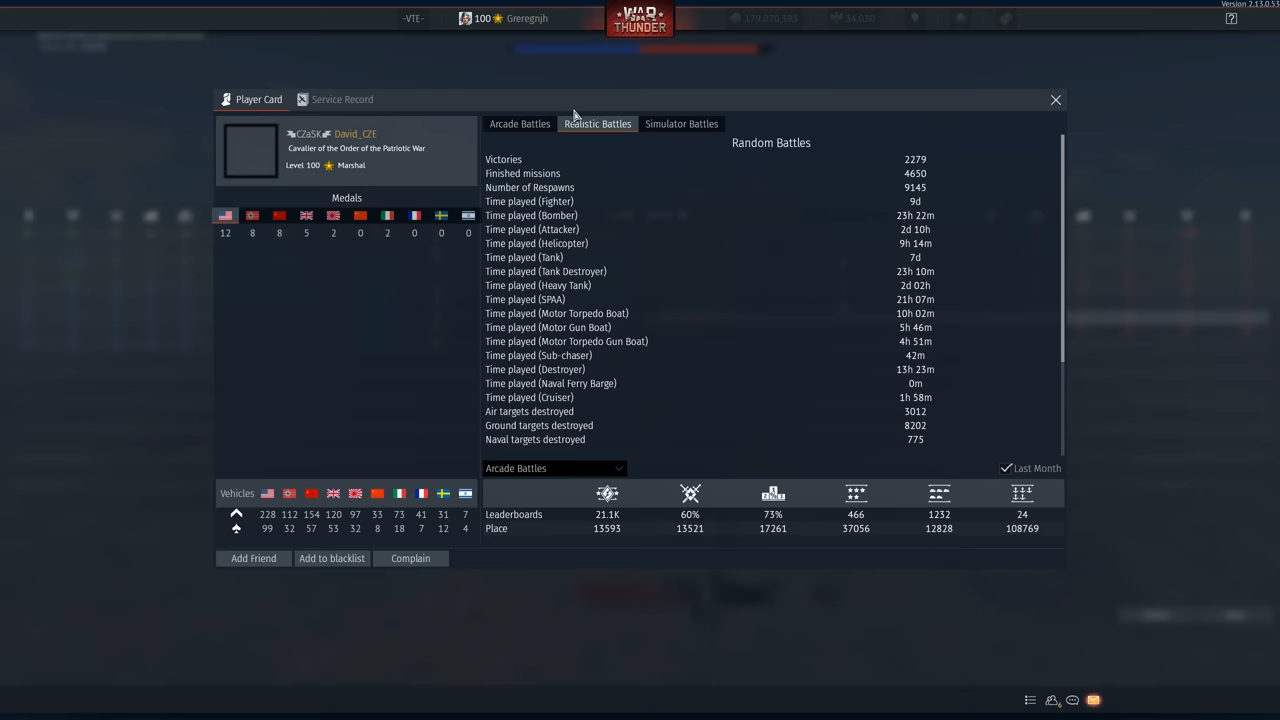 Version 2.13.0.53
-VTE- 100 Greregnjh WAR THUNDER 179,070,393 34,030
Player Card Service Record
CZaSK David_CZE
Cavalier of the Order of the Patriotic War
Level 100 Marshal
Medals
12 8 8 5 2 0 2 0 0 0
Arcade Battles Realistic Battles Simulator Battles
Random Battles
Victories 2279
Finished missions 4650
Number of Respawns 9145
Time played (Fighter) 9d
Time played (Bomber) 23h 22m
Time played (Attacker) 2d 10h
Time played (Helicopter) 9h 14m
Time played (Tank) 7d
Time played (Tank Destroyer) 23h 10m
Time played (Heavy Tank) 2d 02h
Time played (SPAA) 21h 07m
Time played (Motor Torpedo Boat) 10h 02m
Time played (Motor Gun Boat) 5h 46m
Time played (Motor Torpedo Gun Boat) 4h 51m
Time played (Sub-chaser) 42m
Time played (Destroyer) 13h 23m
Time played (Naval Ferry Barge) 0m
Time played (Cruiser) 1h 58m
Air targets destroyed 3012
Ground targets destroyed 8202
Naval targets destroyed 775
Arcade Battles Last Month
Vehicles
228 112 154 120 97 33 73 41 31 7
99 32 57 53 32 8 18 7 12 4
Leaderboards 21.1K 60% 73% 466 1232 24
Place 13593 13521 17261 37056 12828 108769
Add Friend Add to blacklist Complain